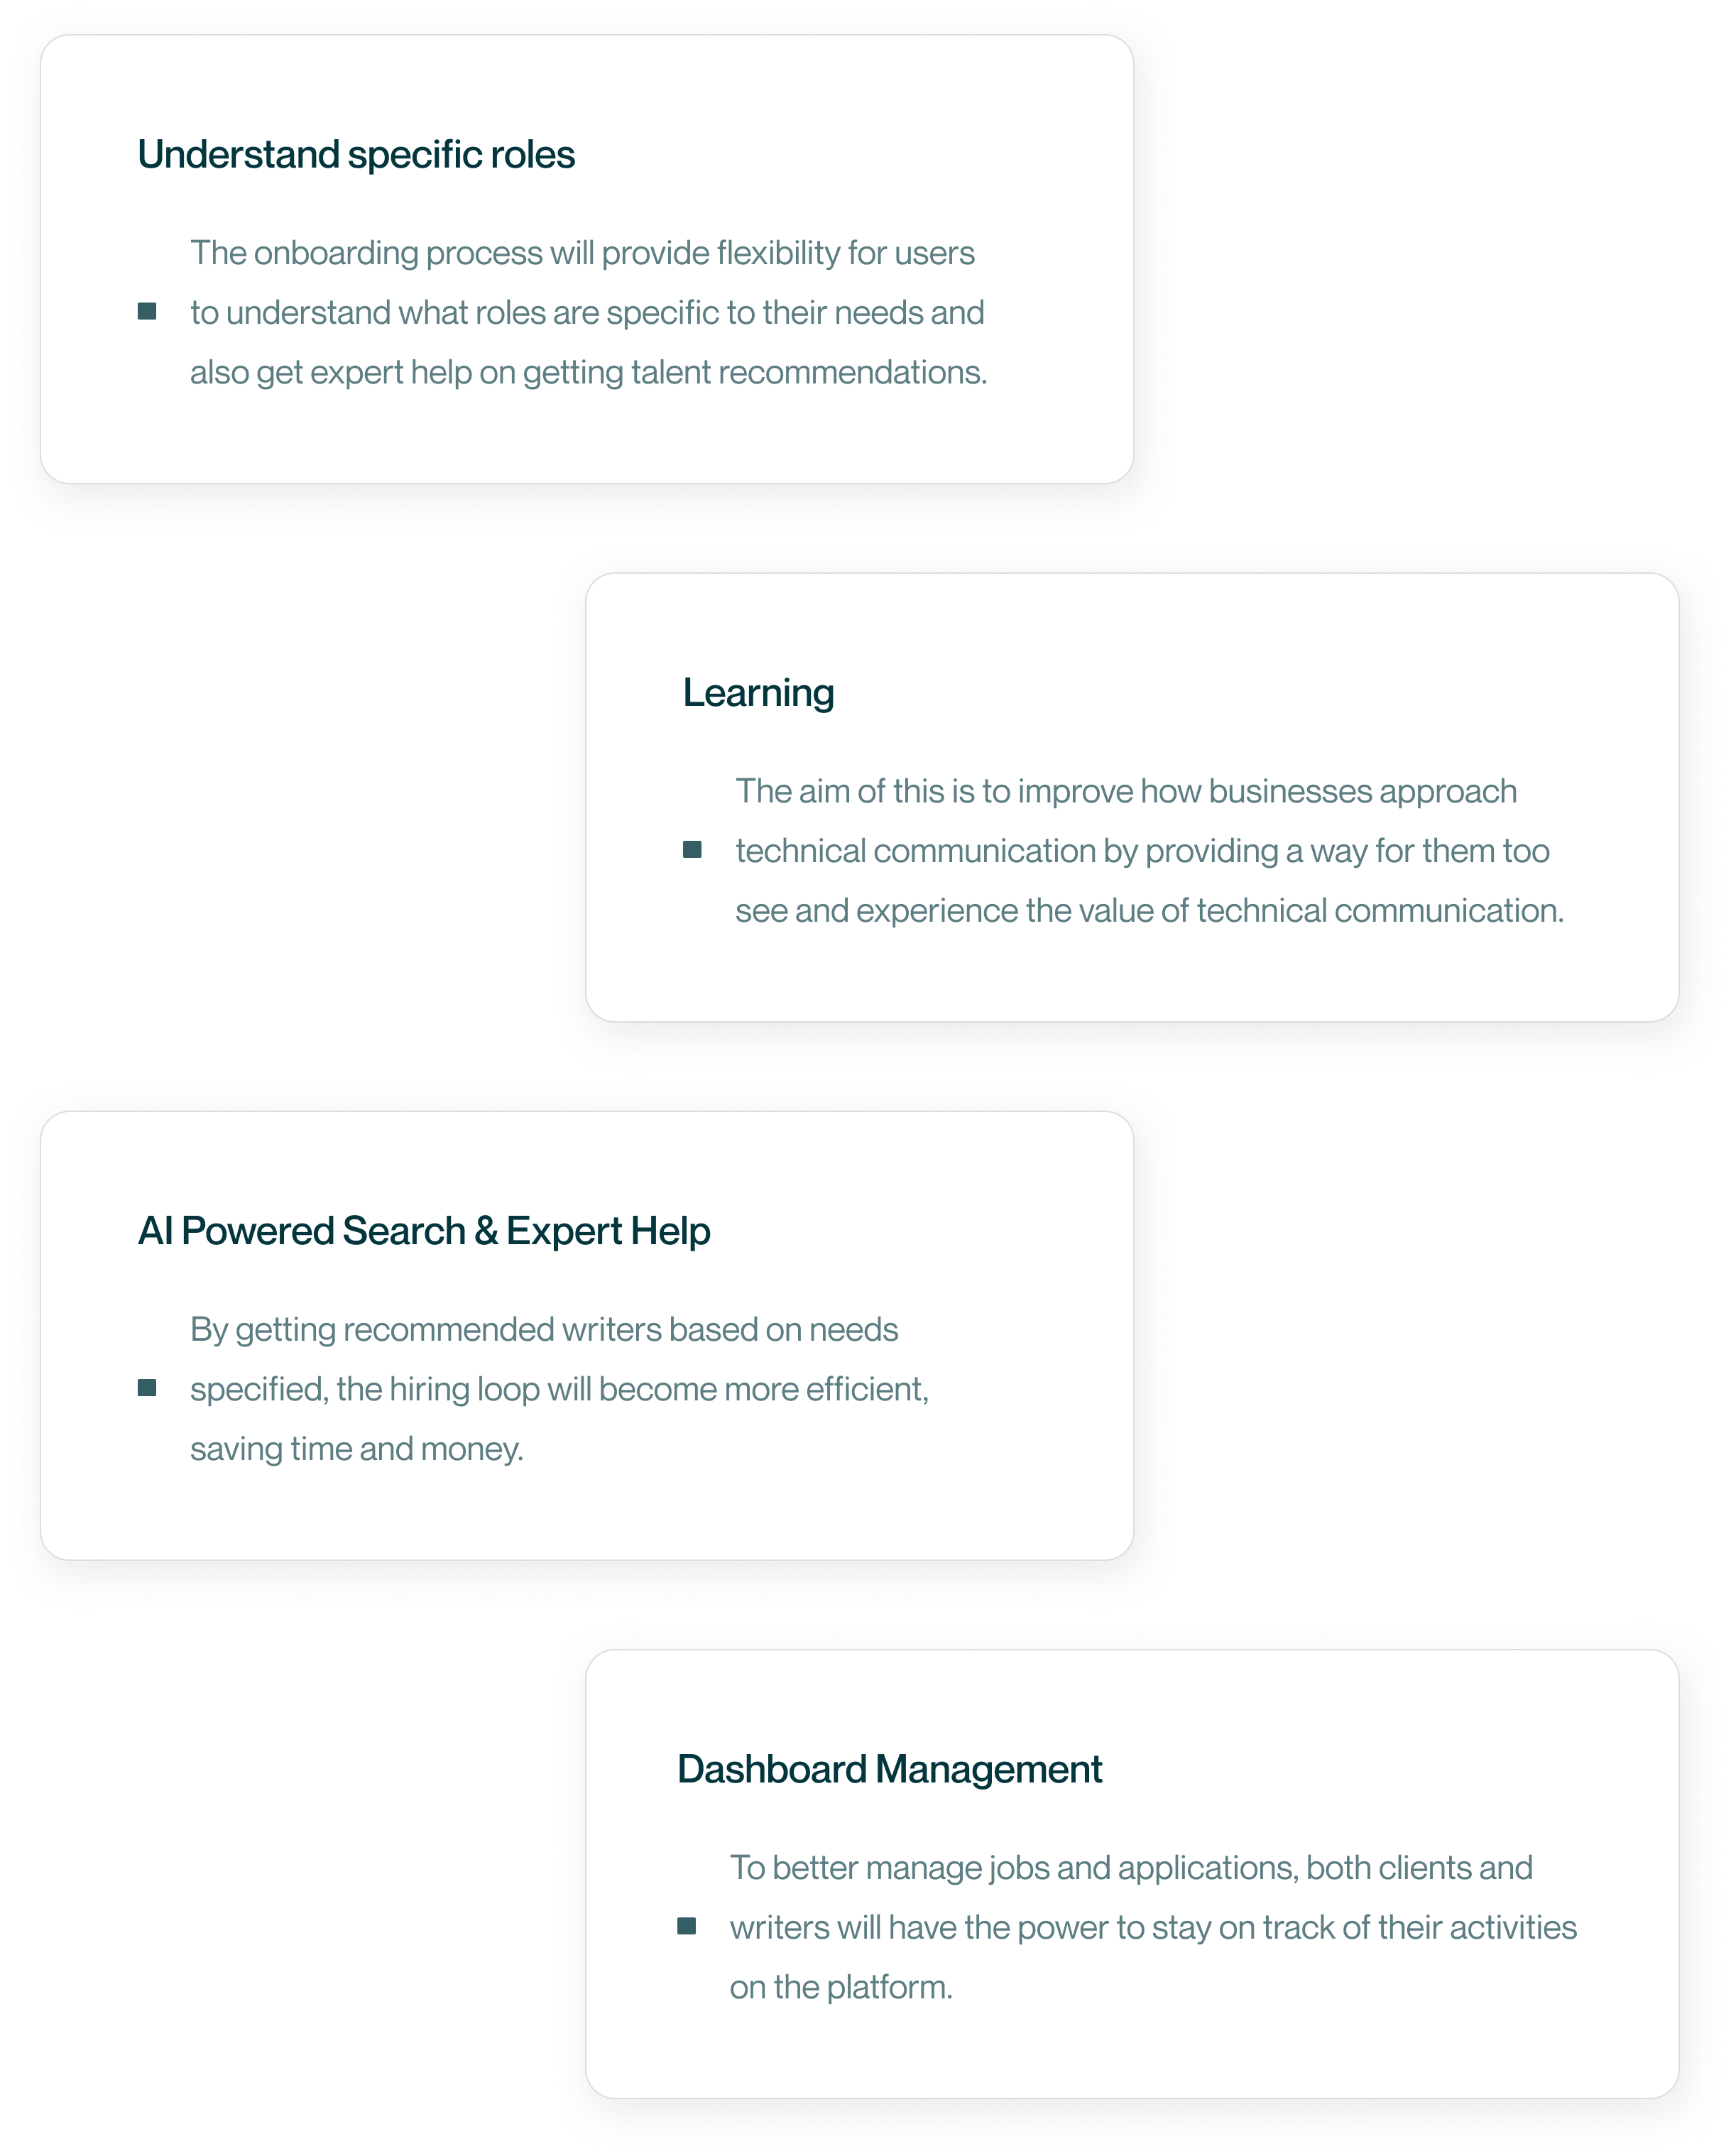 Understand specific roles
The onboarding process will provide flexibility for users
to understand what roles are specific to their needs and
also get expert help on getting talent recommendations.
Learning
The aim of this is to improve how businesses approach
technical communication by providing a way for them too
see and experience the value of technical communication.
AI Powered Search & Expert Help
By getting recommended writers based on needs
specified, the hiring loop will become more efficient,
saving time and money.
Dashboard Management
To better manage jobs and applications, both clients and
writers will have the power to stay on track of their activities
on the platform.